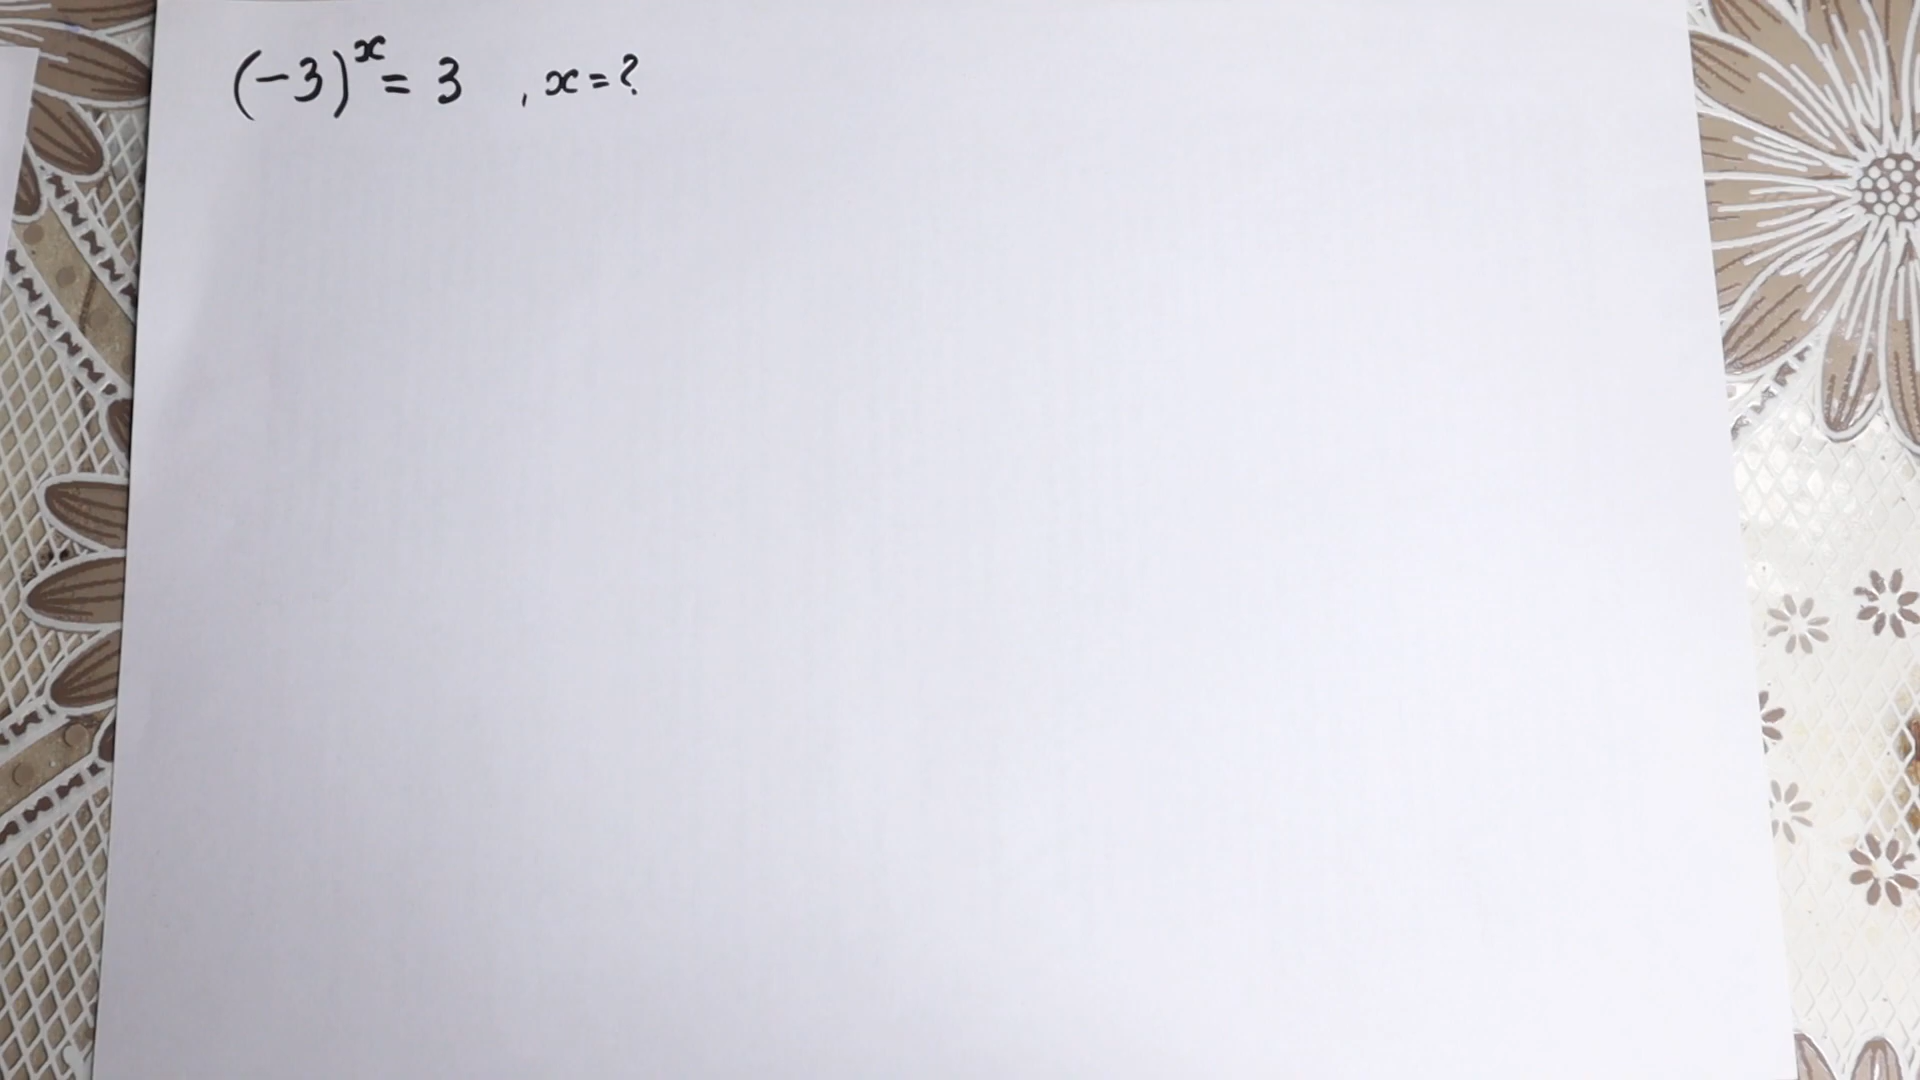 (-3)^x = 3 , x = ?